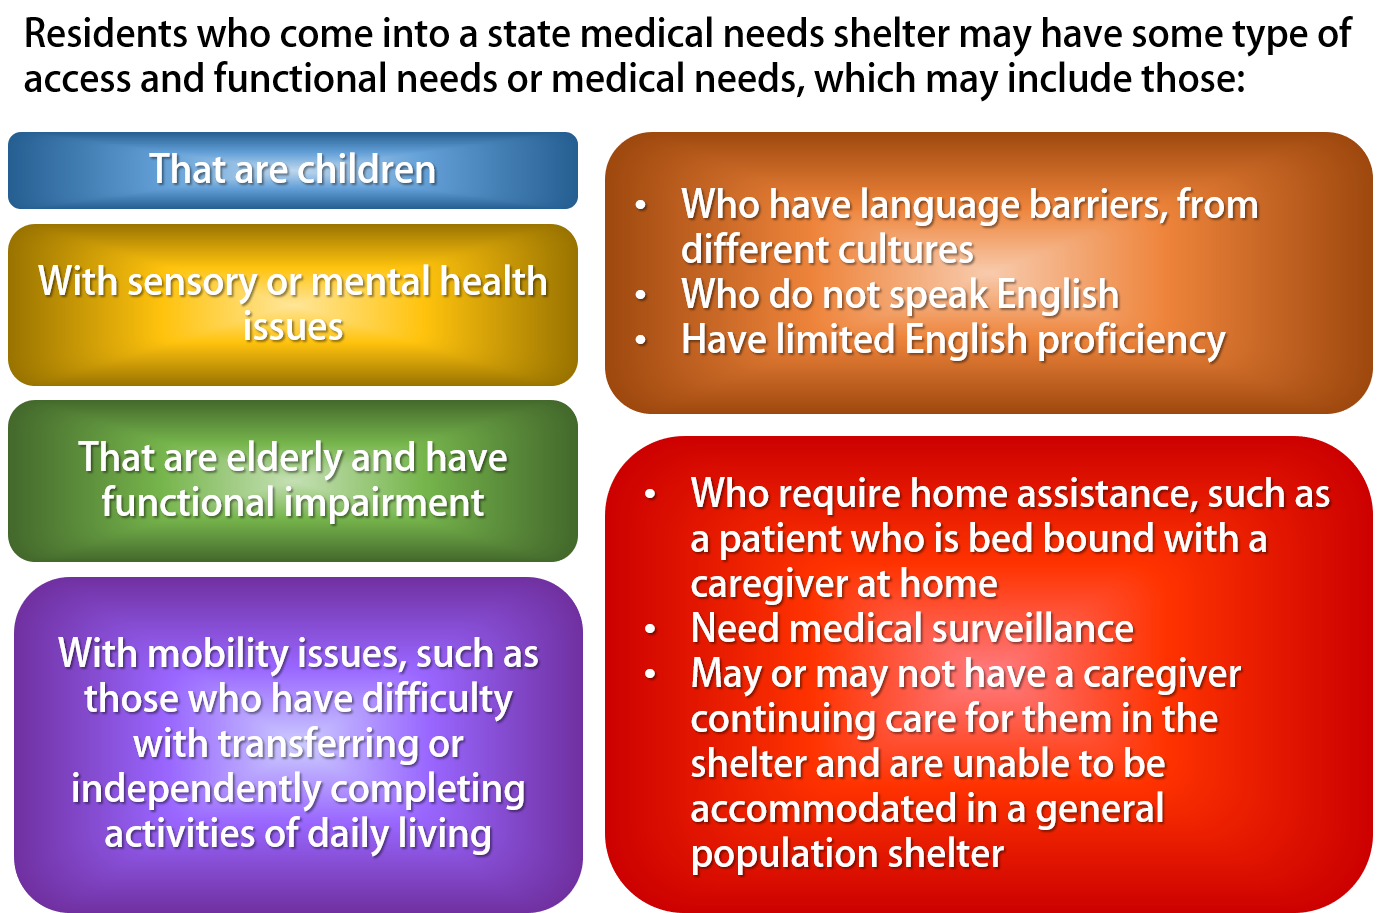 Residents who come into a state medical needs shelter may have some type of
access and functional needs or medical needs, which may include those:
That are children
With sensory or mental health
issues
That are elderly and have
functional impairment
With mobility issues, such as
those who have difficulty
with transferring or
independently completing
activities of daily living
• Who have language barriers, from
different cultures
• Who do not speak English
• Have limited English proficiency
• Who require home assistance, such as
a patient who is bed bound with a
caregiver at home
• Need medical surveillance
• May or may not have a caregiver
continuing care for them in the
shelter and are unable to be
accommodated in a general
population shelter